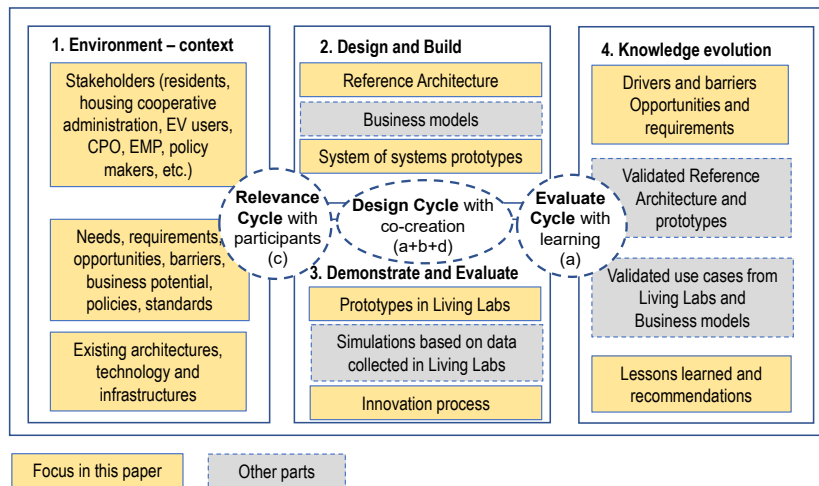 1. Environment – context
Stakeholders (residents,
housing cooperative
administration, EV users,
CPO, EMP, policy
makers, etc.)
Needs, requirements,
opportunities, barriers,
business potential,
policies, standards
Existing architectures,
technology and
infrastructures
Relevance
Cycle with
participants
(c)
2. Design and Build
Reference Architecture
Business models
System of systems prototypes
Design Cycle with
co-creation
(a+b+d)
3. Demonstrate and Evaluate
Prototypes in Living Labs
Simulations based on data
collected in Living Labs
Innovation process
Evaluate
Cycle with
learning
(a)
4. Knowledge evolution
Drivers and barriers
Opportunities and
requirements
Validated Reference
Architecture and
prototypes
Validated use cases from
Living Labs and
Business models
Lessons learned and
recommendations
Focus in this paper
Other parts